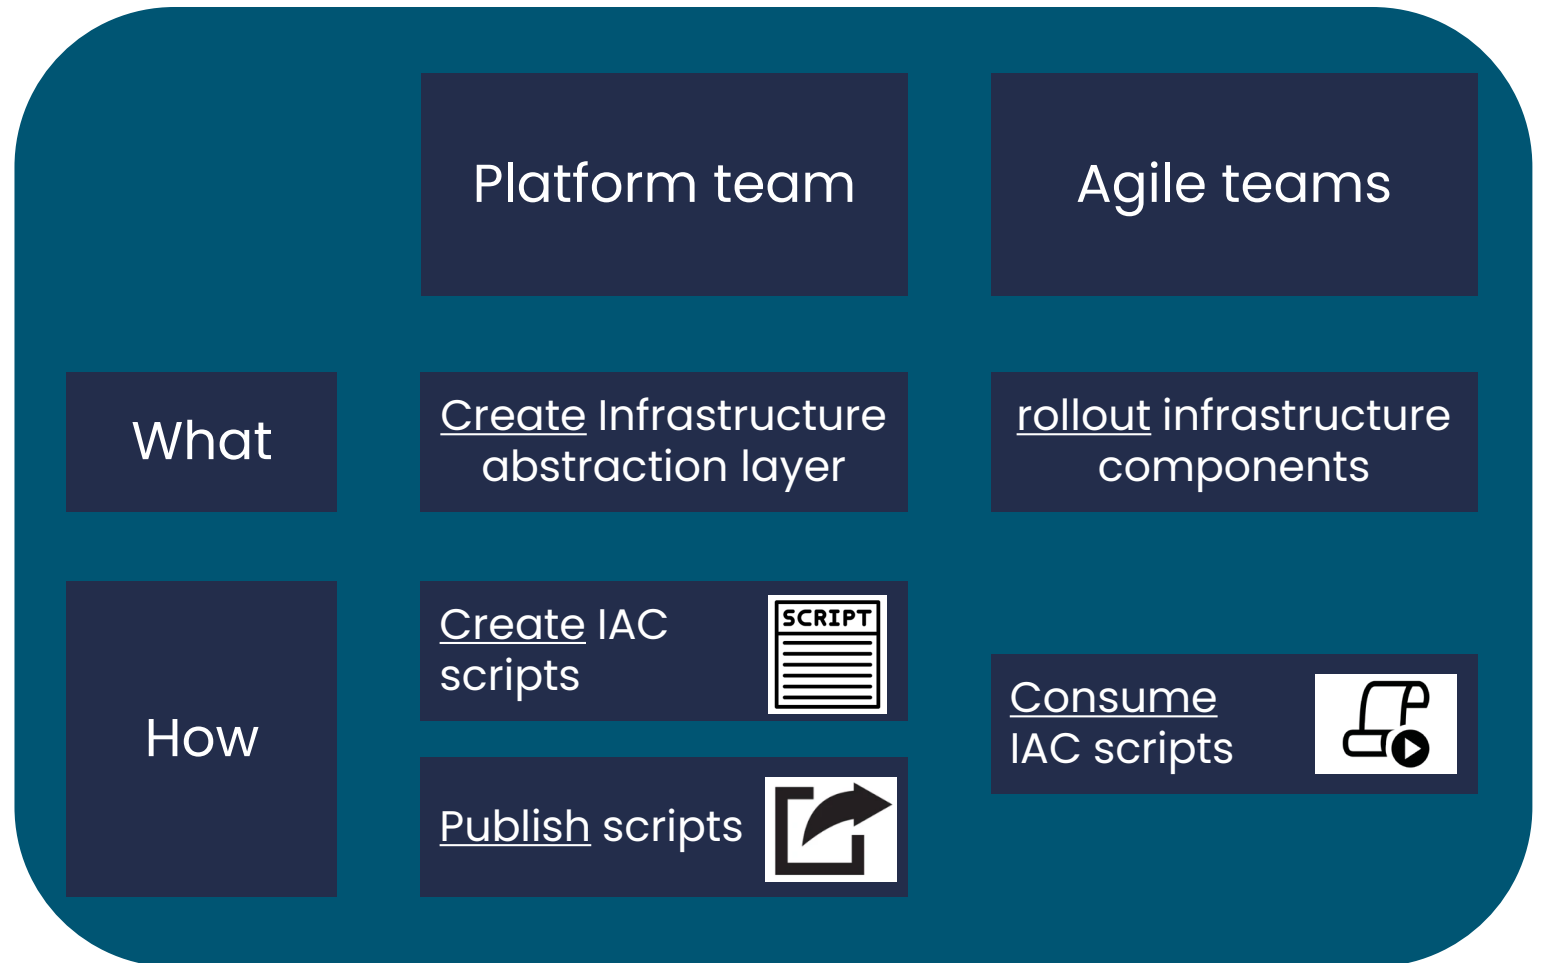 Platform team
Agile teams
What
Create Infrastructure
abstraction layer
rollout infrastructure
components
How
Create IAC
scripts
SCRIPT
Publish scripts
Consume
IAC scripts